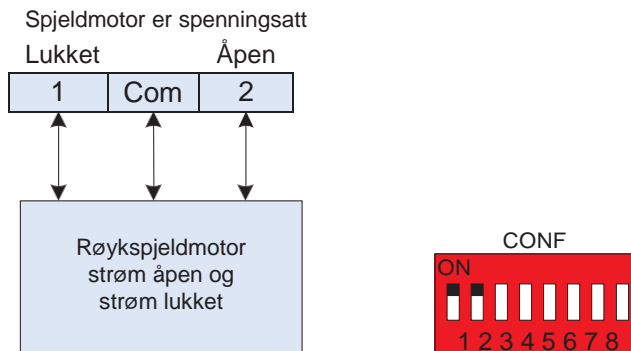 Spjeldmotor er spenningsatt
Lukket Åpen
1 Com 2
Røykspjeldmotor
strøm åpen og
strøm lukket
CONF
ON
1 2 3 4 5 6 7 8